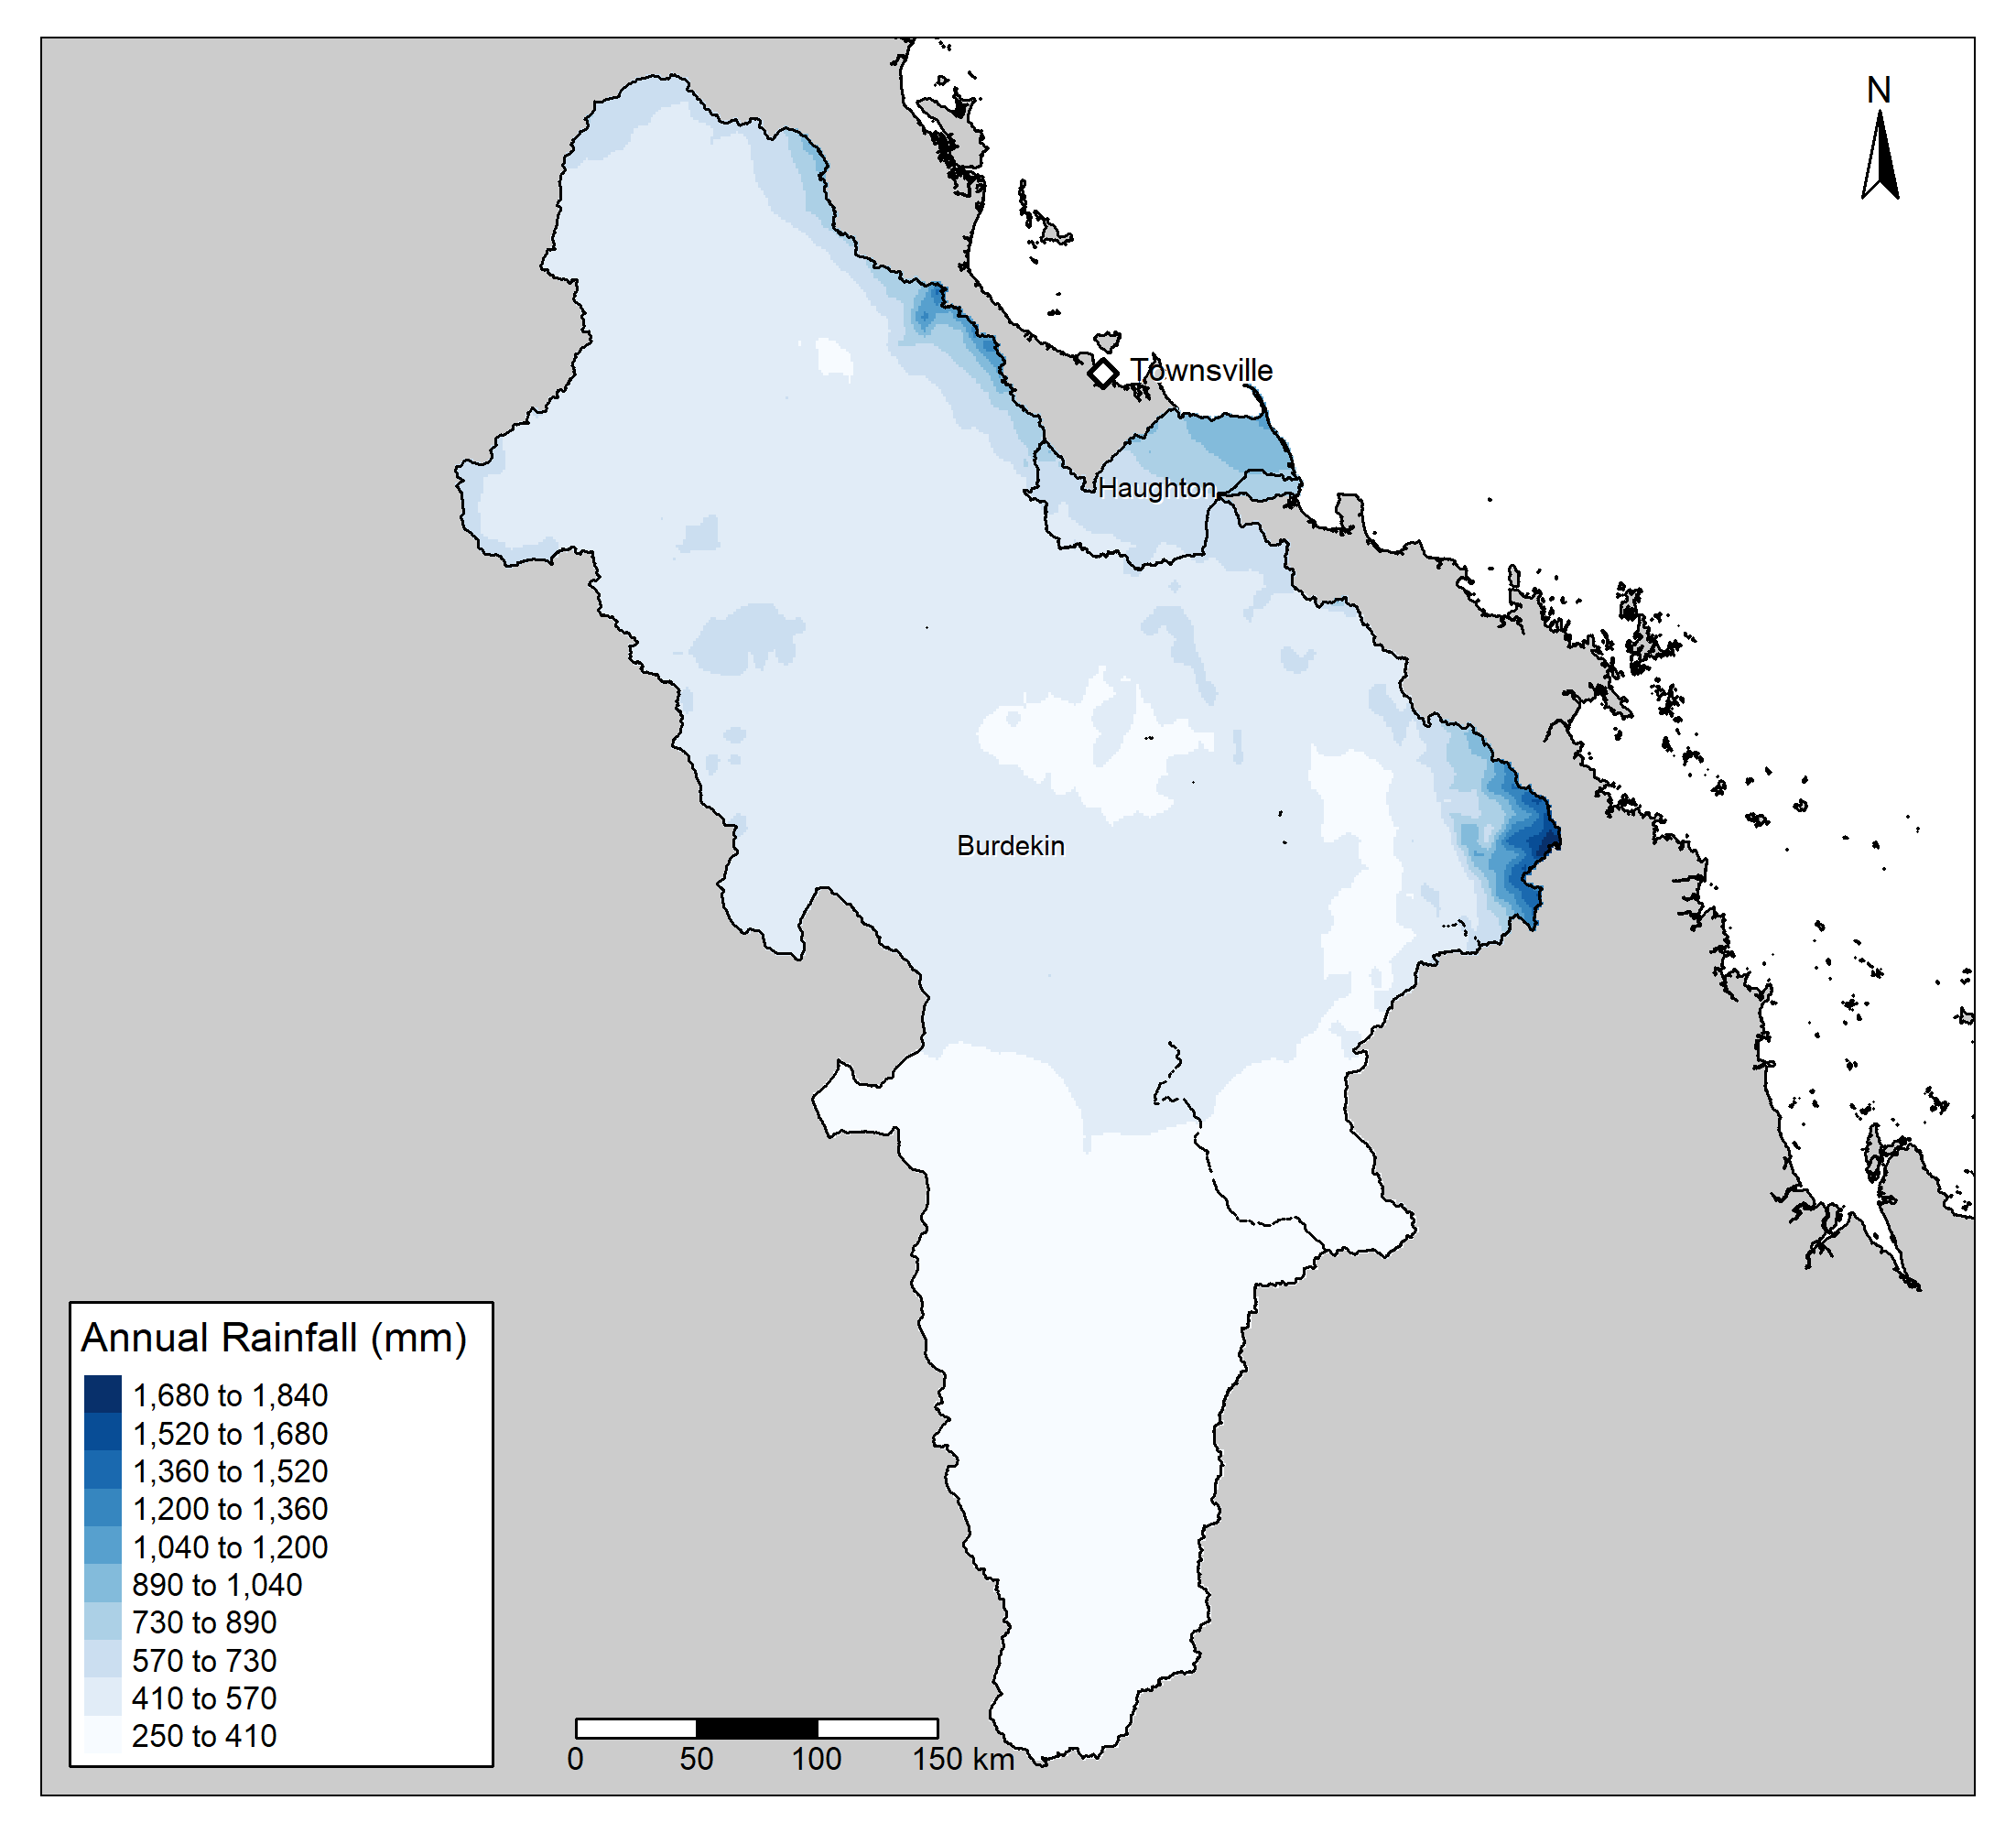 N
Townsville
Haughton
Burdekin
Annual Rainfall (mm)
1,680 to 1,840
1,520 to 1,680
1,360 to 1,520
1,200 to 1,360
1,040 to 1,200
890 to 1,040
730 to 890
570 to 730
410 to 570
250 to 410
0 50 100 150 km